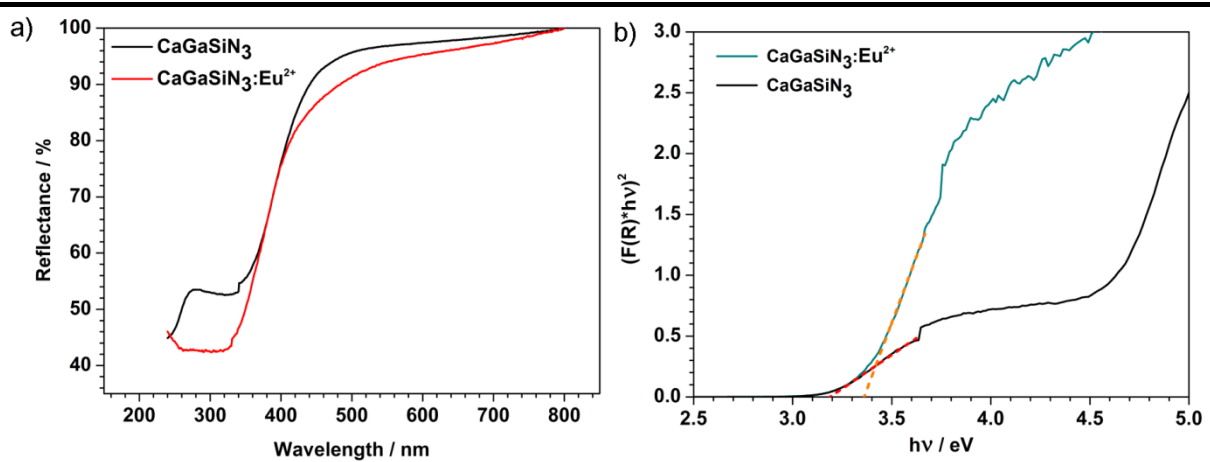 a)
CaGaSiN₃
CaGaSiN₃:Eu²⁺
Reflectance / %
100
90
80
70
60
50
40
200
300
400
500
600
700
800
Wavelength / nm
b)
CaGaSiN₃:Eu²⁺
CaGaSiN₃
(F(R)*hν)²
3.0
2.5
2.0
1.5
1.0
0.5
0.0
2.5
3.0
3.5
4.0
4.5
5.0
hν / eV